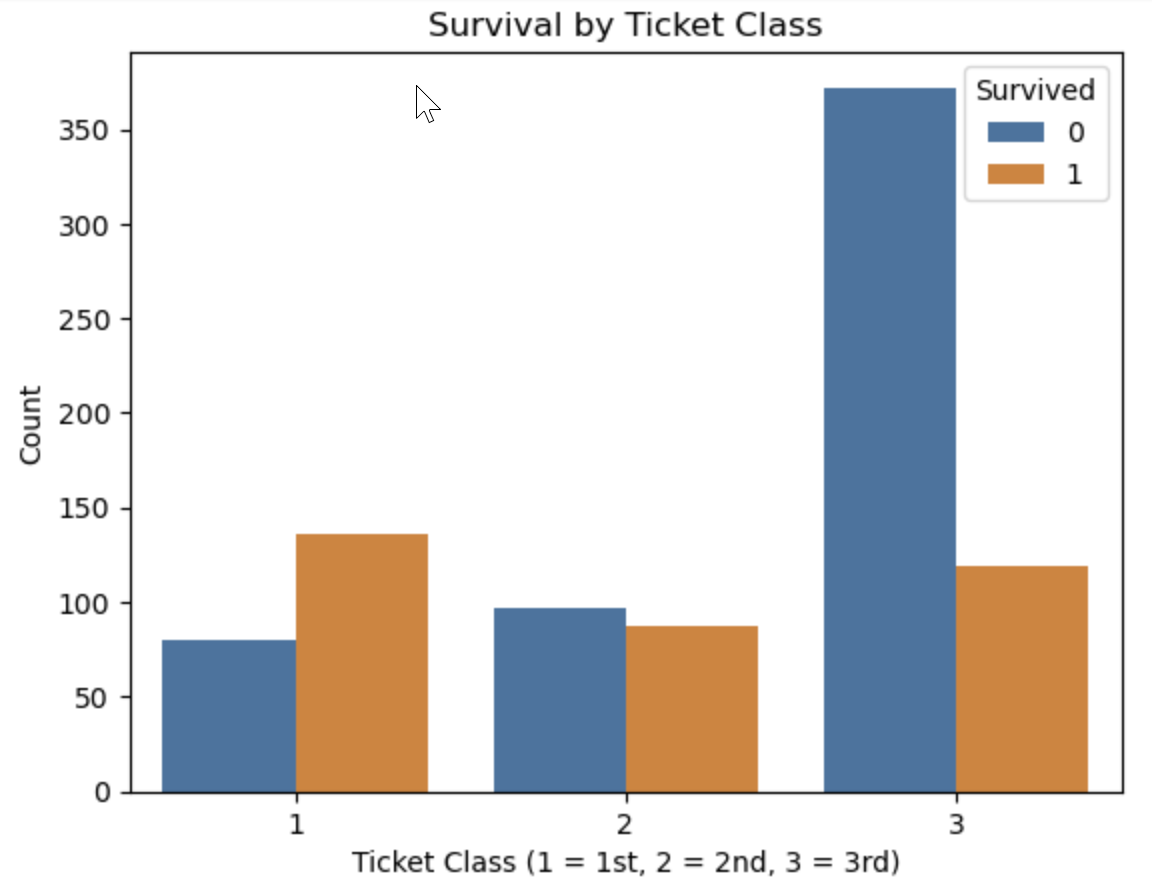 Survival by Ticket Class
Survived
0
1
350
300
250
200
150
100
50
0
Count
1 2 3
Ticket Class (1 = 1st, 2 = 2nd, 3 = 3rd)